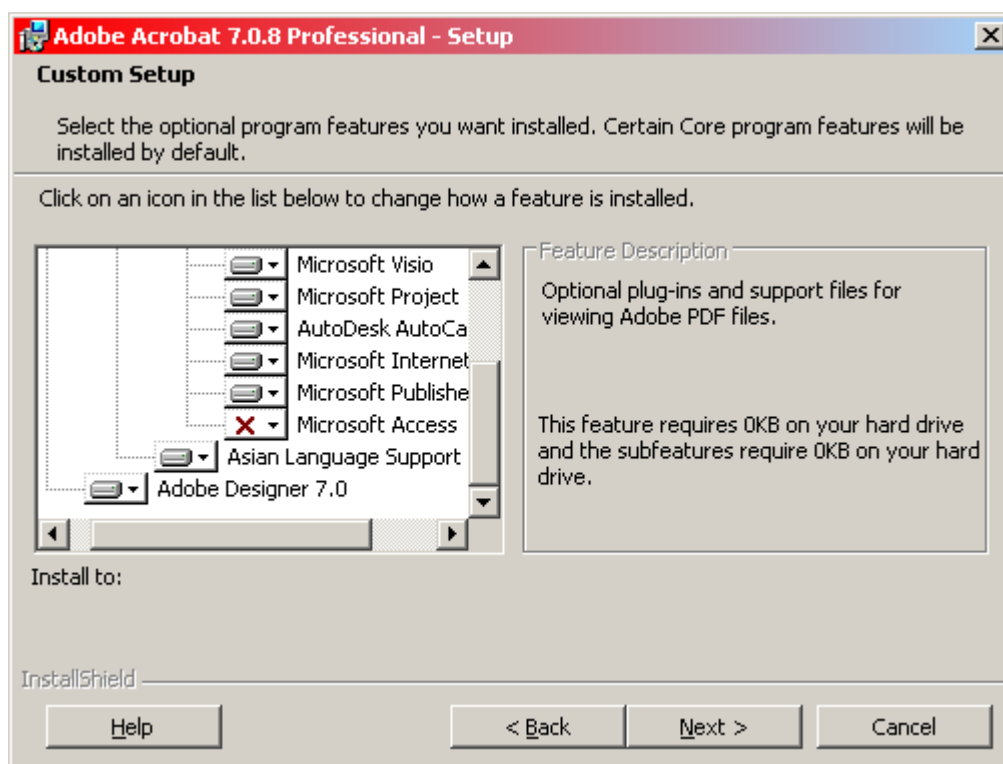 Adobe Acrobat 7.0.8 Professional - Setup
Custom Setup
Select the optional program features you want installed. Certain Core program features will be
installed by default.
Click on an icon in the list below to change how a feature is installed.
Microsoft Visio
Microsoft Project
AutoDesk AutoCa
Microsoft Internet
Microsoft Publishe
Microsoft Access
Asian Language Support
Adobe Designer 7.0
Feature Description
Optional plug-ins and support files for
viewing Adobe PDF files.
This feature requires 0KB on your hard drive
and the subfeatures require 0KB on your hard
drive.
Install to:
InstallShield
Help
< Back
Next >
Cancel